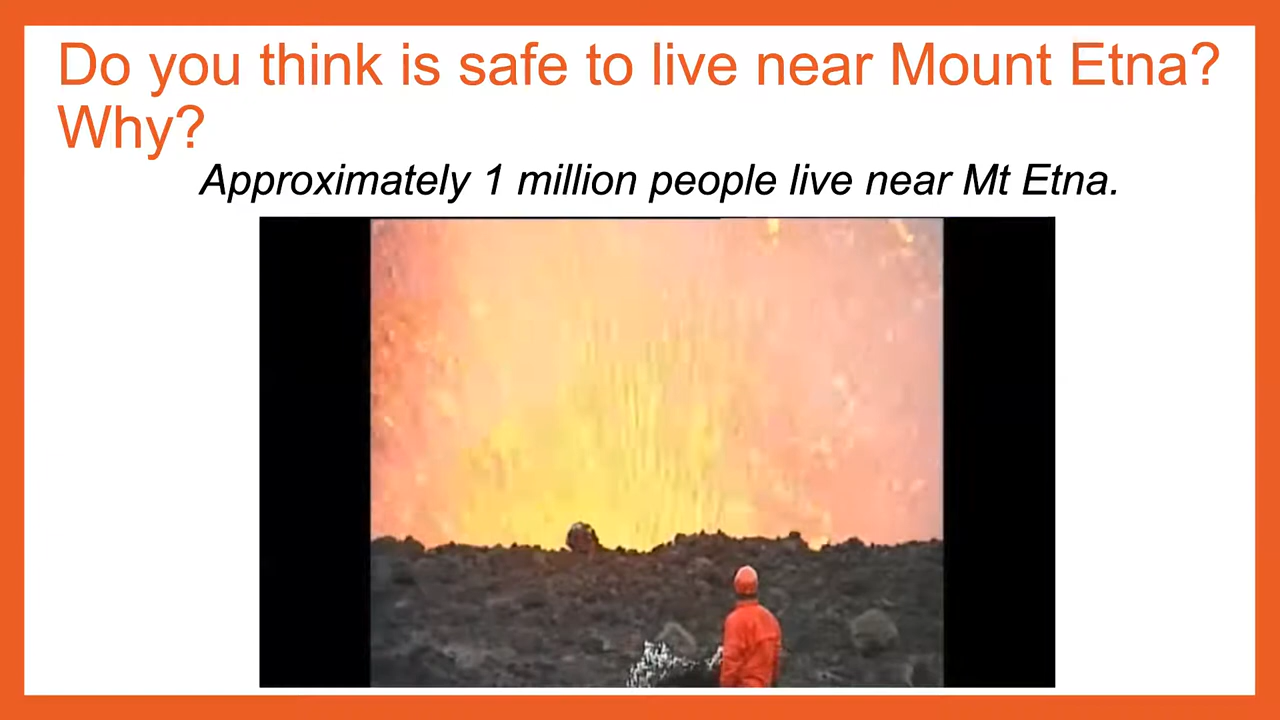 Do you think is safe to live near Mount Etna?
Why?
Approximately 1 million people live near Mt Etna.